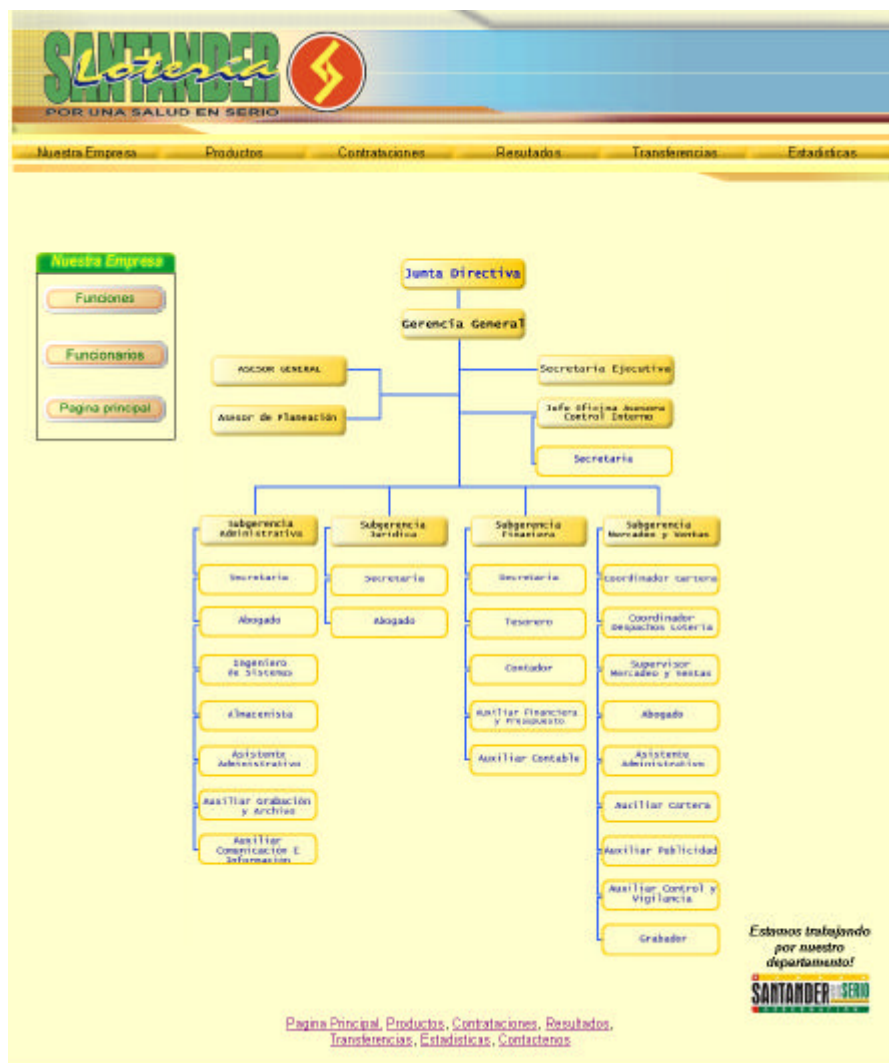 SANTANDER
Lotería
POR UNA SALUD EN SERIO
Nuestra Empresa Productos Contrataciones Resultados Transferencias Estadisticas
Nuestra Empresa
Funciones
Funcionarios
Pagina principal
Junta Directiva
Gerencia General
ASESOR GENERAL
Secretaria Ejecutiva
Asesor de Planeación
Jefe Oficina Asesora
Control Interno
Secretaria
Subgerencia
Administrativa
Secretaria
Abogado
Ingeniero
de Sistemas
Almacenista
Asistente
Administrativo
Auxiliar Grabación
y Archivo
Auxiliar
Comunicación E
Información
Subgerencia
Jurídica
Secretaria
Abogado
Subgerencia
Financiera
Secretaria
Tesorero
Contador
Auxiliar Financiera
y Presupuesto
Auxiliar Contable
Subgerencia
Mercadeo y Ventas
Coordinador Cartera
Coordinador
Despachos Lotería
Supervisor
Mercadeo y Ventas
Abogado
Asistente
Administrativo
Auxiliar Cartera
Auxiliar Publicidad
Auxiliar Control y
Vigilancia
Grabador
Estamos trabajando
por nuestro
departamento!
SANTANDER EN SERIO
Pagina Principal, Productos, Contrataciones, Resultados,
Transferencias, Estadisticas, Contactenos